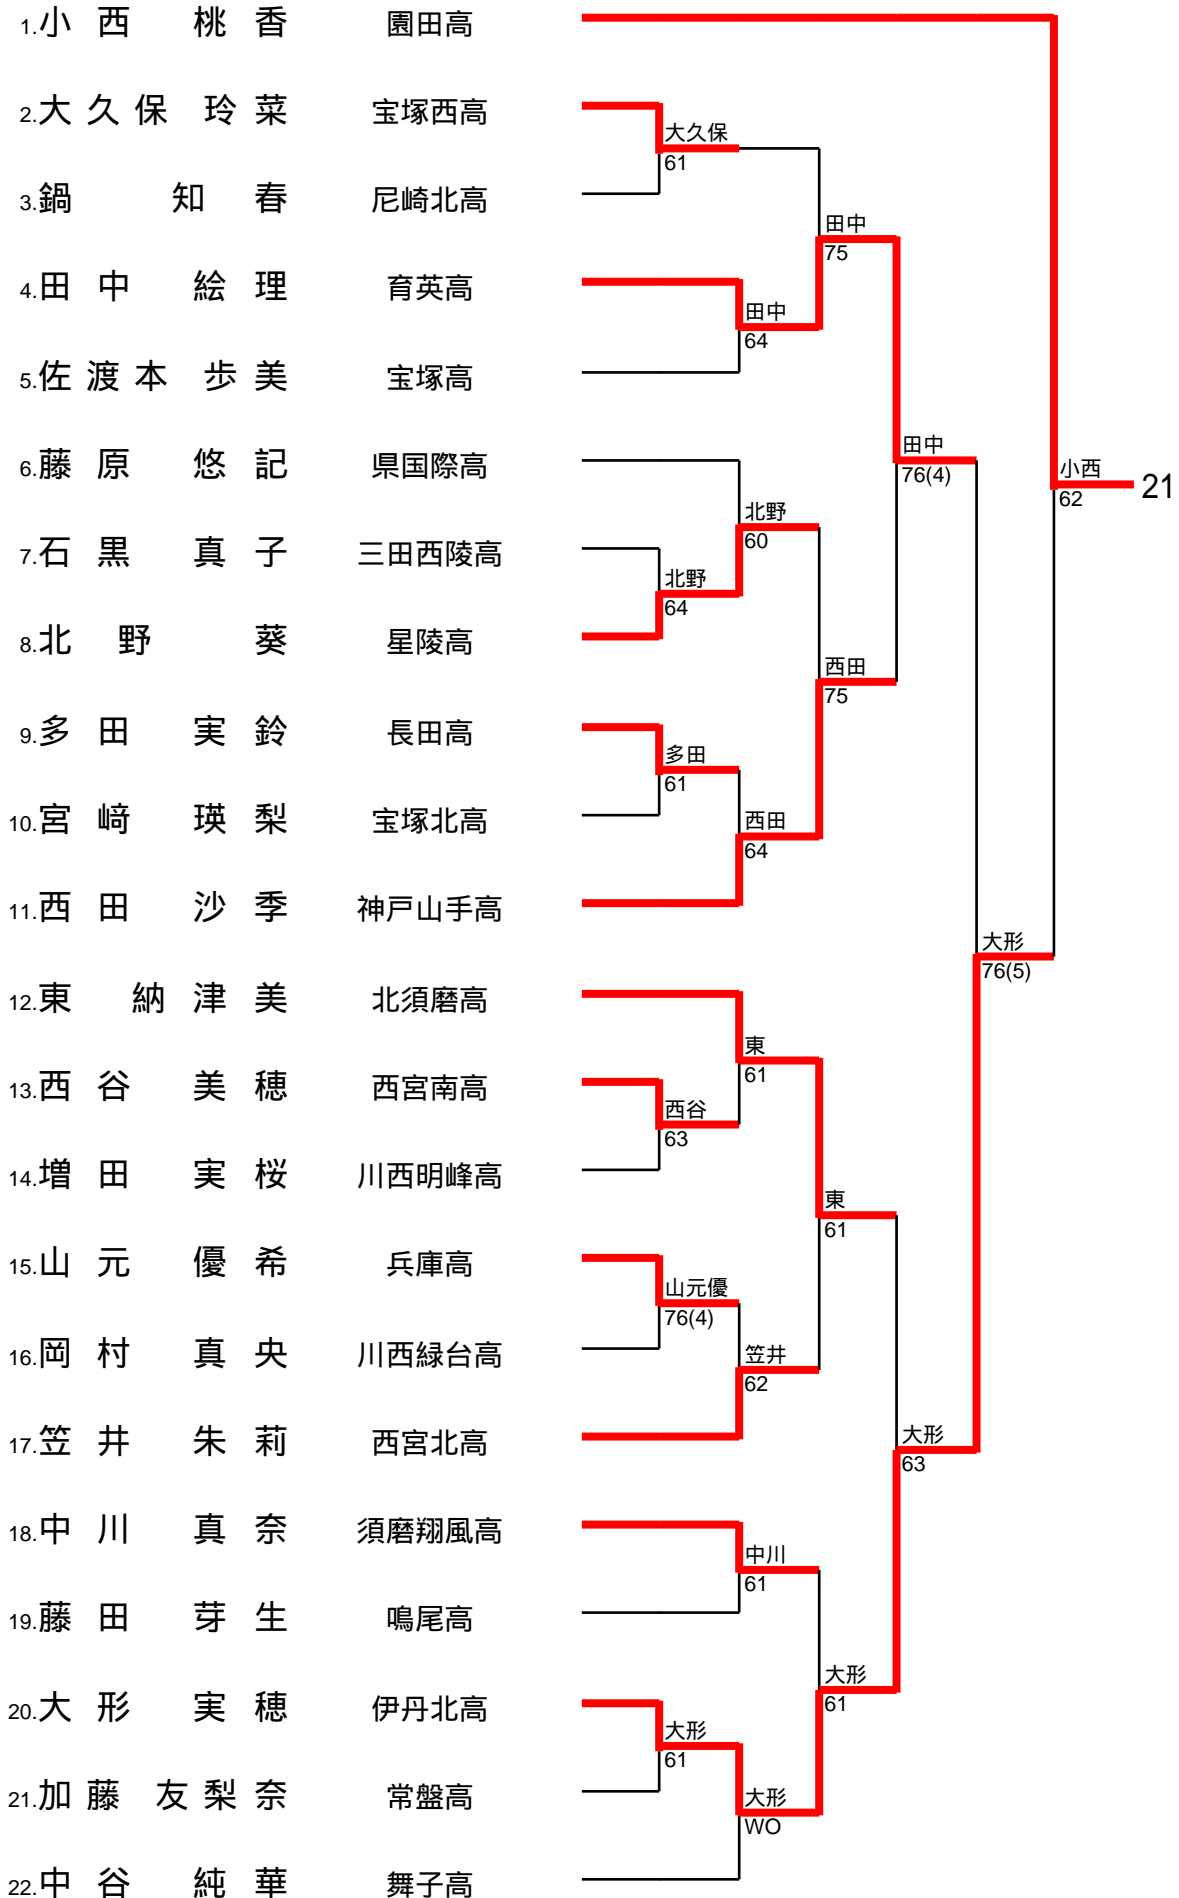 1.小西 桃香 園田高
2.大久保 玲菜 宝塚西高
大久保
61
3.鍋 知春 尼崎北高
田中
75
4.田中 絵理 育英高
田中
64
5.佐渡本 歩美 宝塚高
6.藤原 悠記 県国際高
田中
76(4)
小西
62
21
北野
60
7.石黒 真子 三田西陵高
北野
64
8.北野 葵 星陵高
西田
75
9.多田 実鈴 長田高
多田
61
10.宮﨑 瑛梨 宝塚北高
西田
64
11.西田 沙季 神戸山手高
大形
76(5)
12.東 納津美 北須磨高
東
61
13.西谷 美穂 西宮南高
西谷
63
14.増田 実桜 川西明峰高
東
61
15.山元 優希 兵庫高
山元優
76(4)
16.岡村 真央 川西緑台高
笠井
62
17.笠井 朱莉 西宮北高
大形
63
18.中川 真奈 須磨翔風高
中川
61
19.藤田 芽生 鳴尾高
大形
61
20.大形 実穂 伊丹北高
大形
61
21.加藤 友梨奈 常盤高
大形
WO
22.中谷 純華 舞子高